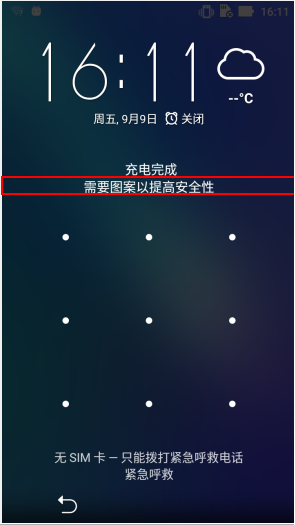 16:11
16:11
--°C
周五, 9月9日 关闭
充电完成
需要图案以提高安全性
无 SIM 卡 — 只能拨打紧急呼救电话
紧急呼救